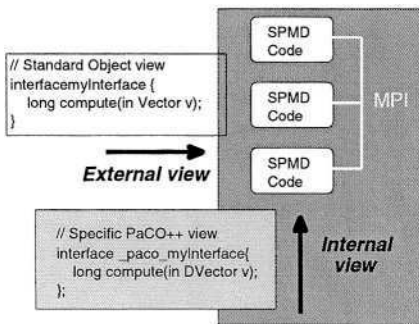 // Standard Object view
interfacemyInterface {
long compute(in Vector v);
}
External view
SPMD
Code
SPMD
Code
SPMD
Code
MPI
// Specific PaCO++ view
interface _paco_myInterface{
long compute(in DVector v);
};
Internal
view